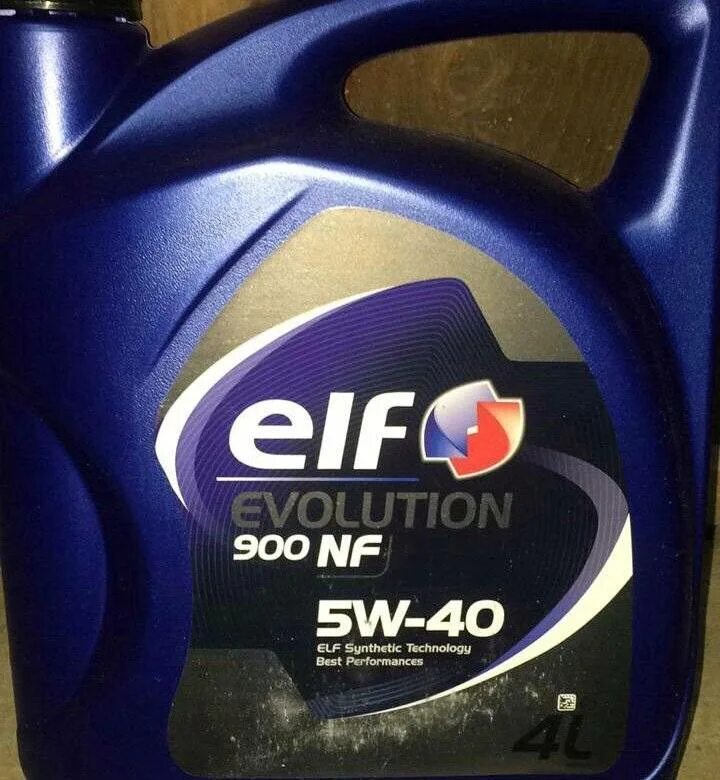 elf
EVOLUTION
900 NF
5W-40
ELF Synthetic Technology
Best Performances
4L